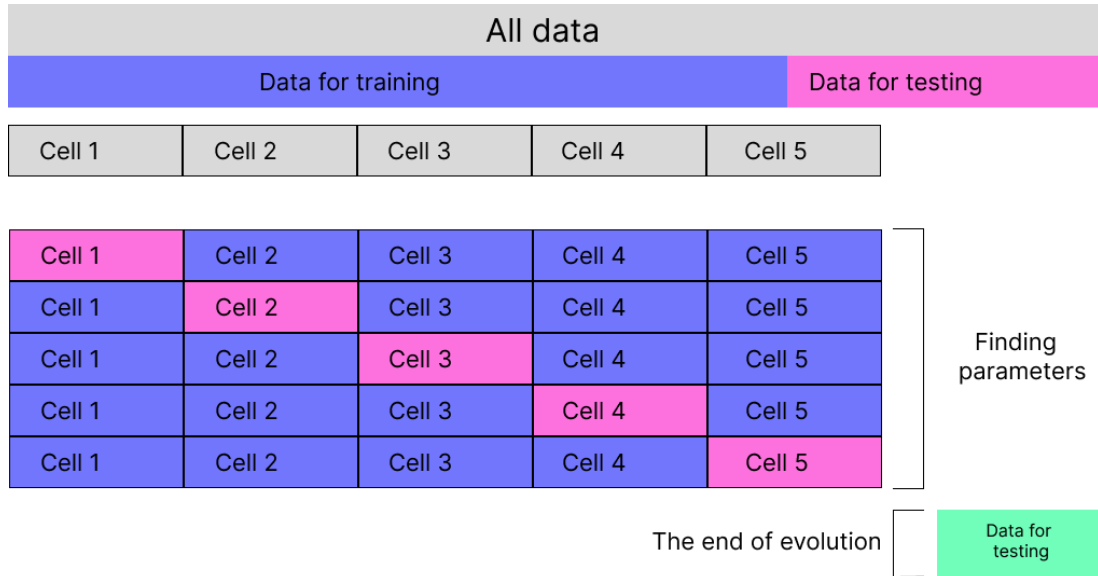 All data
Data for training Data for testing
Cell 1 Cell 2 Cell 3 Cell 4 Cell 5
Cell 1 Cell 2 Cell 3 Cell 4 Cell 5
Cell 1 Cell 2 Cell 3 Cell 4 Cell 5
Cell 1 Cell 2 Cell 3 Cell 4 Cell 5
Cell 1 Cell 2 Cell 3 Cell 4 Cell 5
Cell 1 Cell 2 Cell 3 Cell 4 Cell 5
Finding
parameters
The end of evolution
Data for
testing